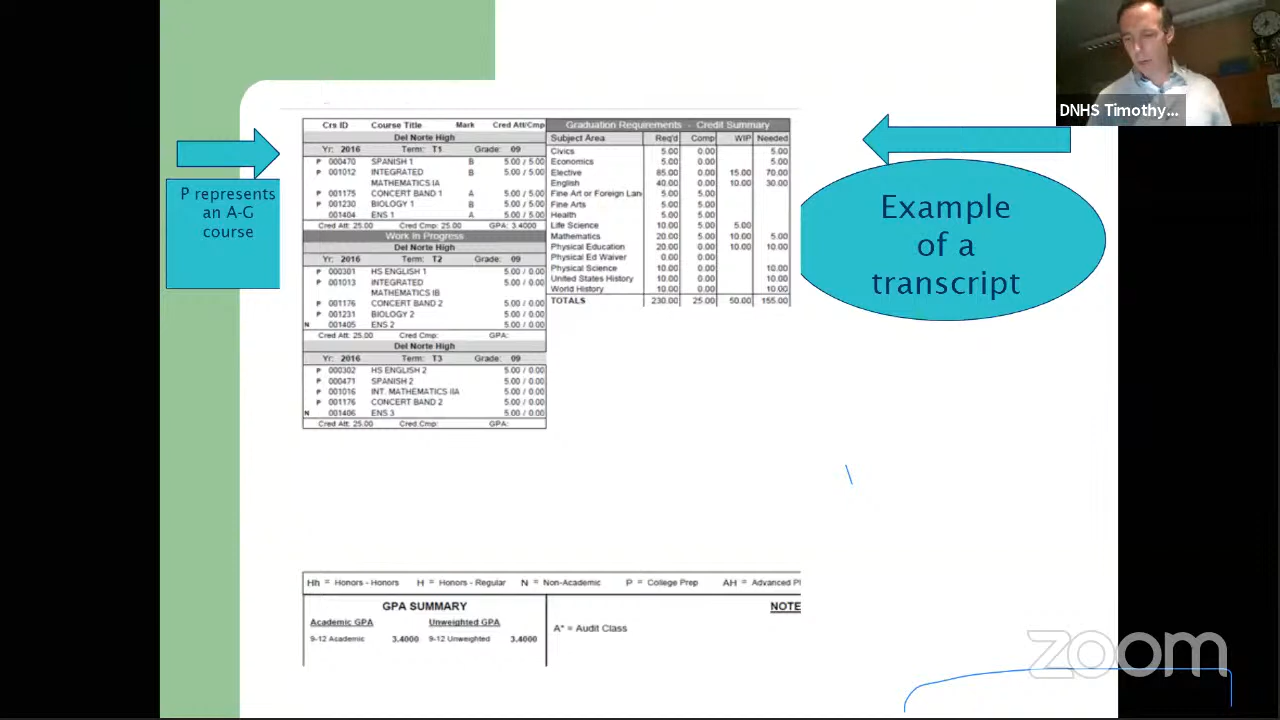 DNHS Timothy...
P represents
an A-G
course
Example
of a
transcript
Crs ID Course Title Mark Cred Att/Cmp
Del Norte High
Yr: 2016 Term: T1 Grade: 09
P 000470 SPANISH 1 B 5.00 / 5.00
P 001012 INTEGRATED B 5.00 / 5.00
MATHEMATICS IA
P 001175 CONCERT BAND 1 A 5.00 / 5.00
P 001230 BIOLOGY 1 B 5.00 / 5.00
001404 ENS 1 A 5.00 / 5.00
Cred Att: 25.00 Cred Cmp: 25.00 GPA: 3.4000
Work In Progress
Del Norte High
Yr: 2016 Term: T2 Grade: 09
P 000301 HS ENGLISH 1 5.00 / 0.00
P 001013 INTEGRATED 5.00 / 0.00
MATHEMATICS IB
P 001176 CONCERT BAND 2 5.00 / 0.00
P 001231 BIOLOGY 2 5.00 / 0.00
N 001405 ENS 2 5.00 / 0.00
Cred Att: 25.00 Cred Cmp: GPA:
Del Norte High
Yr: 2016 Term: T3 Grade: 09
P 000302 HS ENGLISH 2 5.00 / 0.00
P 000471 SPANISH 2 5.00 / 0.00
P 001016 INT. MATHEMATICS IIA 5.00 / 0.00
P 001176 CONCERT BAND 2 5.00 / 0.00
N 001406 ENS 3 5.00 / 0.00
Cred Att: 25.00 Cred Cmp: GPA:
Graduation Requirements - Credit Summary
Subject Area Req'd Comp WIP Needed
Civics 5.00 0.00 5.00
Economics 5.00 0.00 5.00
Elective 85.00 0.00 15.00 70.00
English 40.00 0.00 10.00 30.00
Fine Art or Foreign Lan 5.00 5.00
Fine Arts 5.00 5.00
Health 5.00 5.00
Life Science 10.00 5.00 5.00
Mathematics 20.00 5.00 10.00 5.00
Physical Education 20.00 0.00 10.00 10.00
Physical Ed Waiver 0.00 0.00
Physical Science 10.00 0.00 10.00
United States History 10.00 0.00 10.00
World History 10.00 0.00 10.00
TOTALS 230.00 25.00 50.00 155.00
Hh = Honors - Honors H = Honors - Regular N = Non-Academic P = College Prep AH = Advanced Pl
GPA SUMMARY
Academic GPA Unweighted GPA
9-12 Academic 3.4000 9-12 Unweighted 3.4000
NOTE
A* = Audit Class
zoom